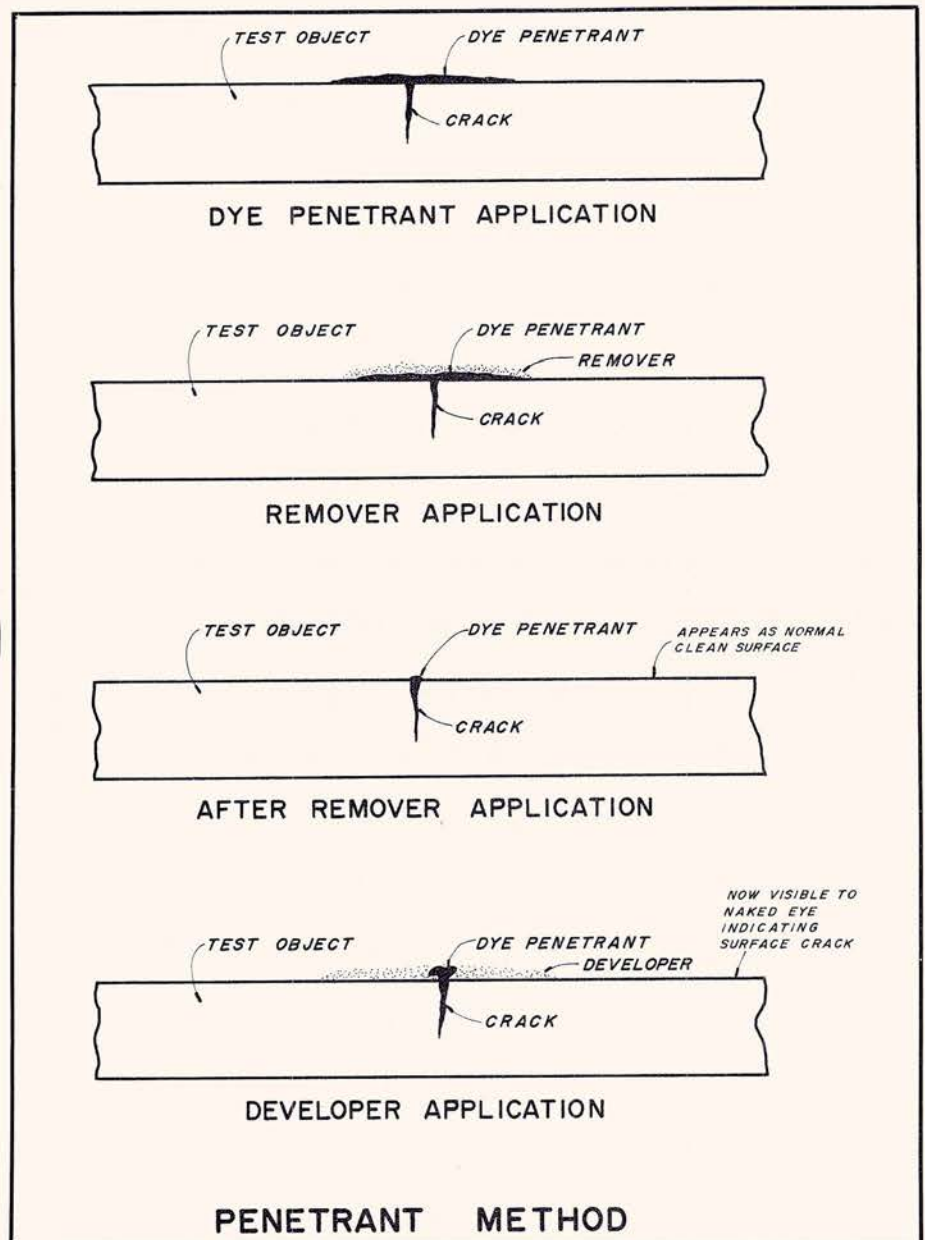 TEST OBJECT
DYE PENETRANT
CRACK
DYE PENETRANT APPLICATION
TEST OBJECT
DYE PENETRANT
REMOVER
CRACK
REMOVER APPLICATION
TEST OBJECT
DYE PENETRANT
APPEARS AS NORMAL
CLEAN SURFACE
CRACK
AFTER REMOVER APPLICATION
NOW VISIBLE TO
NAKED EYE
INDICATING
SURFACE CRACK
TEST OBJECT
DYE PENETRANT
DEVELOPER
CRACK
DEVELOPER APPLICATION
PENETRANT METHOD